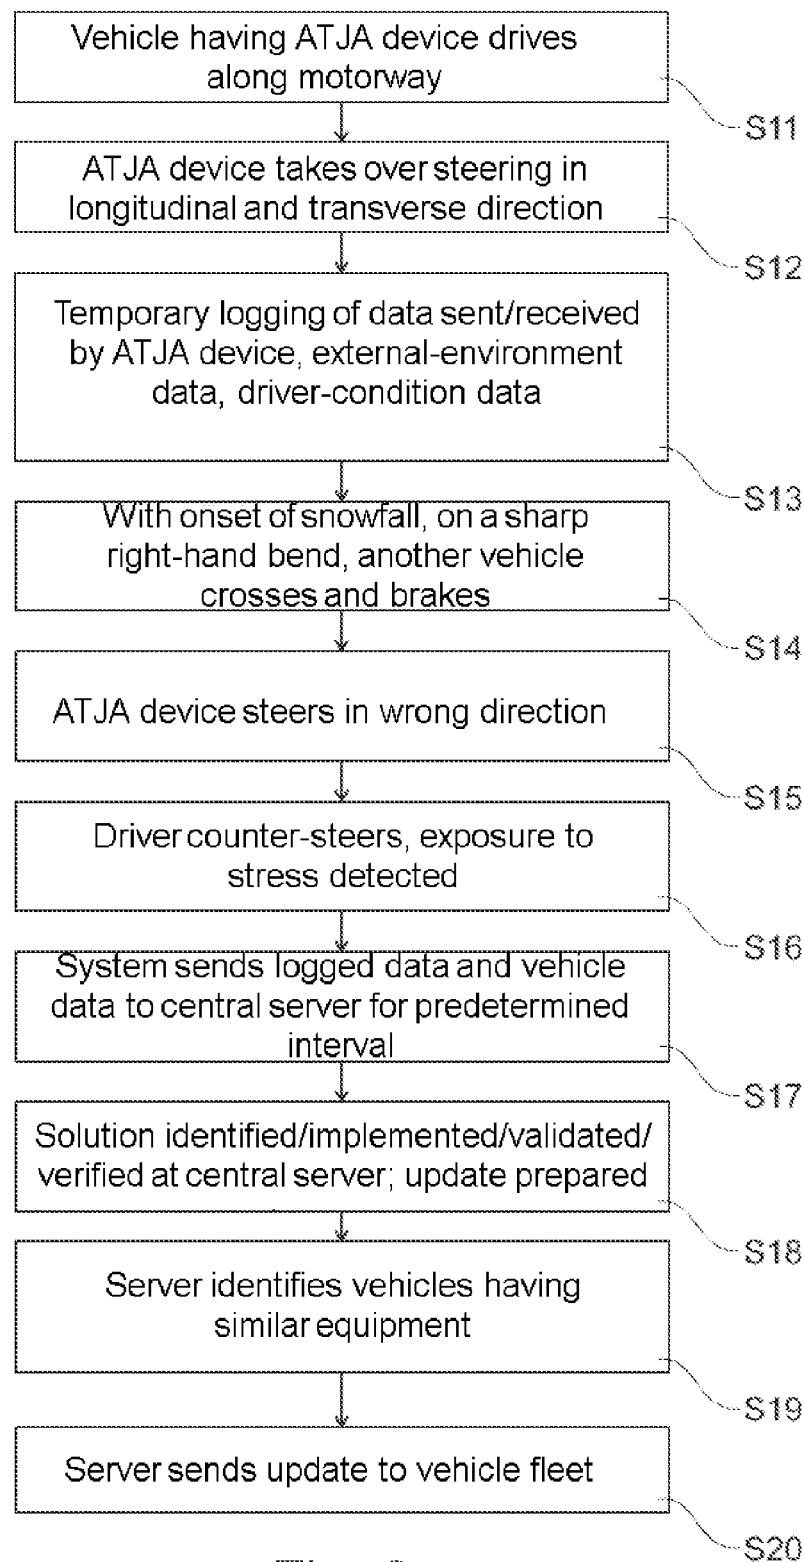 Vehicle having ATJA device drives
along motorway
S11
ATJA device takes over steering in
longitudinal and transverse direction
S12
Temporary logging of data sent/received
by ATJA device, external-environment
data, driver-condition data
S13
With onset of snowfall, on a sharp
right-hand bend, another vehicle
crosses and brakes
S14
ATJA device steers in wrong direction
S15
Driver counter-steers, exposure to
stress detected
S16
System sends logged data and vehicle
data to central server for predetermined
interval
S17
Solution identified/implemented/validated/
verified at central server; update prepared
S18
Server identifies vehicles having
similar equipment
S19
Server sends update to vehicle fleet
S20